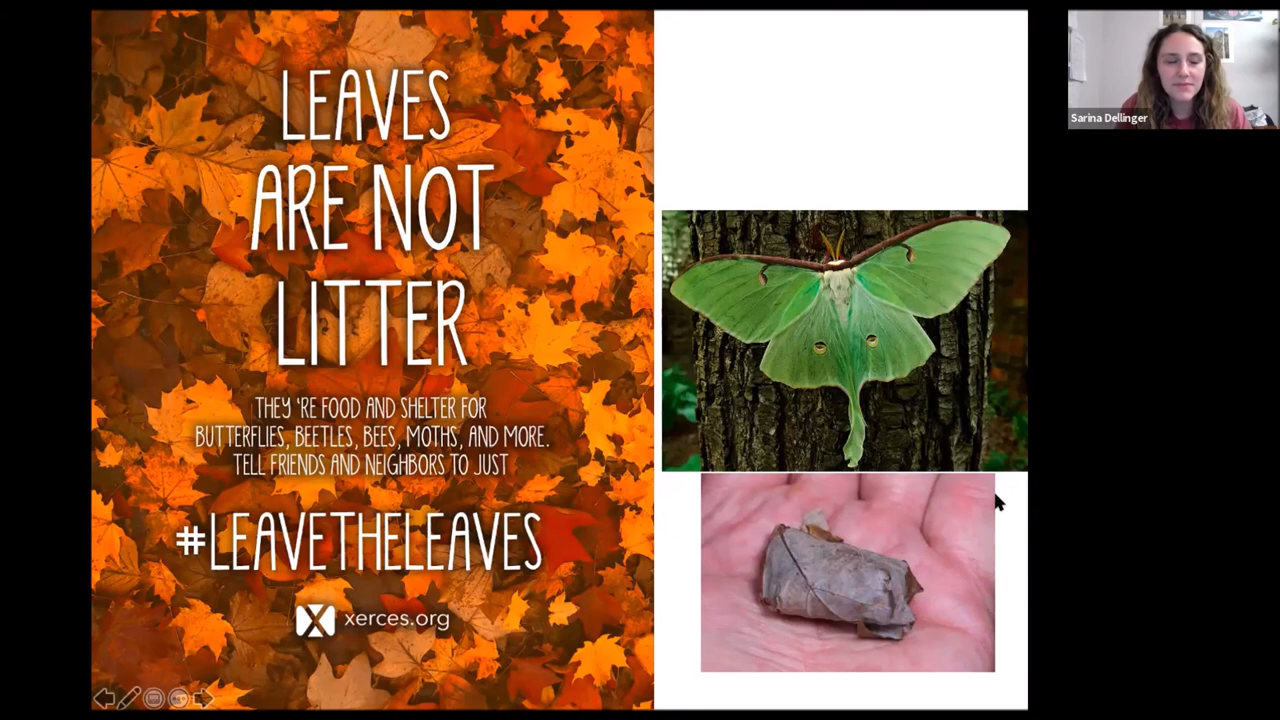 LEAVES
ARE NOT
LITTER
THEY 'RE FOOD AND SHELTER FOR
BUTTERFLIES, BEETLES, BEES, MOTHS, AND MORE.
TELL FRIENDS AND NEIGHBORS TO JUST
#LEAVETHELEAVES
X xerces.org
Sarina Dellinger